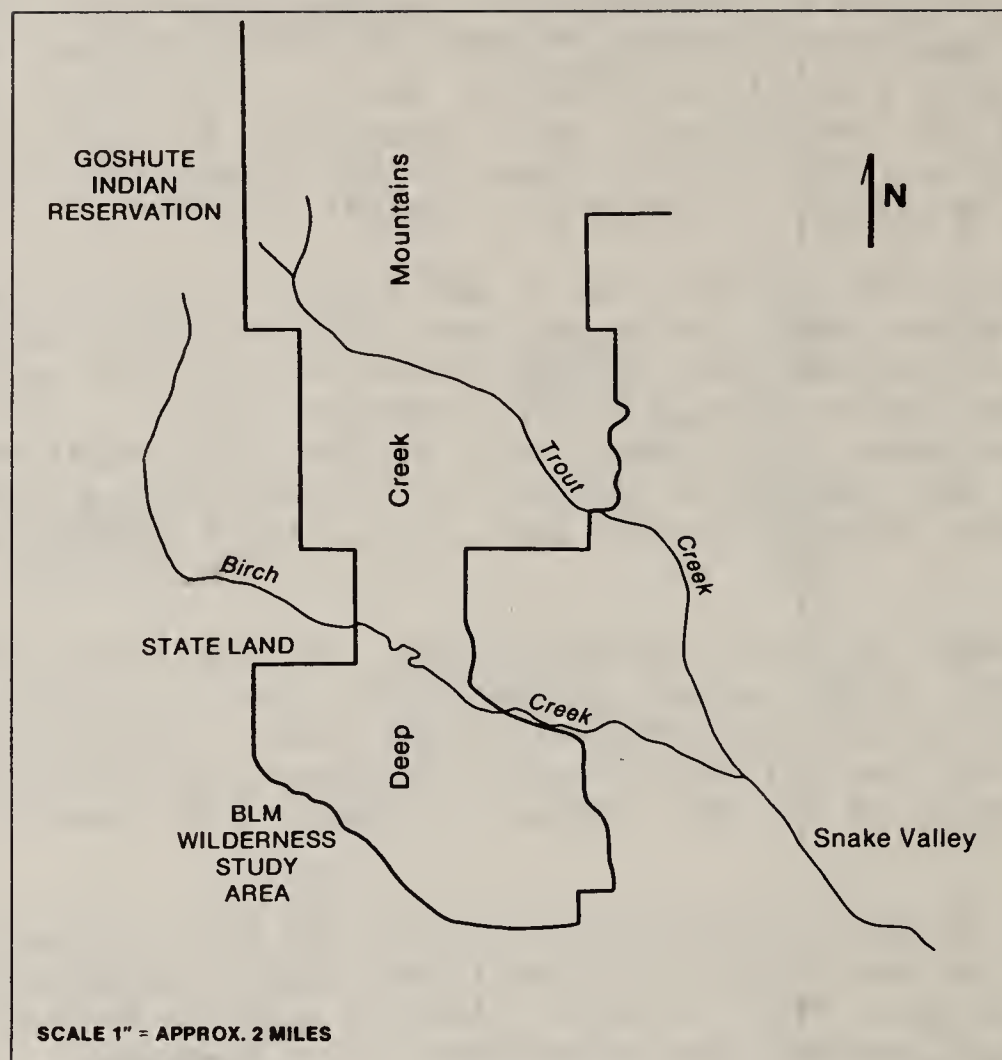 GOSHUTE
INDIAN
RESERVATION
Mountains
N
Creek
Trout
Creek
Birch
STATE LAND
Creek
Deep
BLM
WILDERNESS
STUDY
AREA
Snake Valley
SCALE 1" = APPROX. 2 MILES